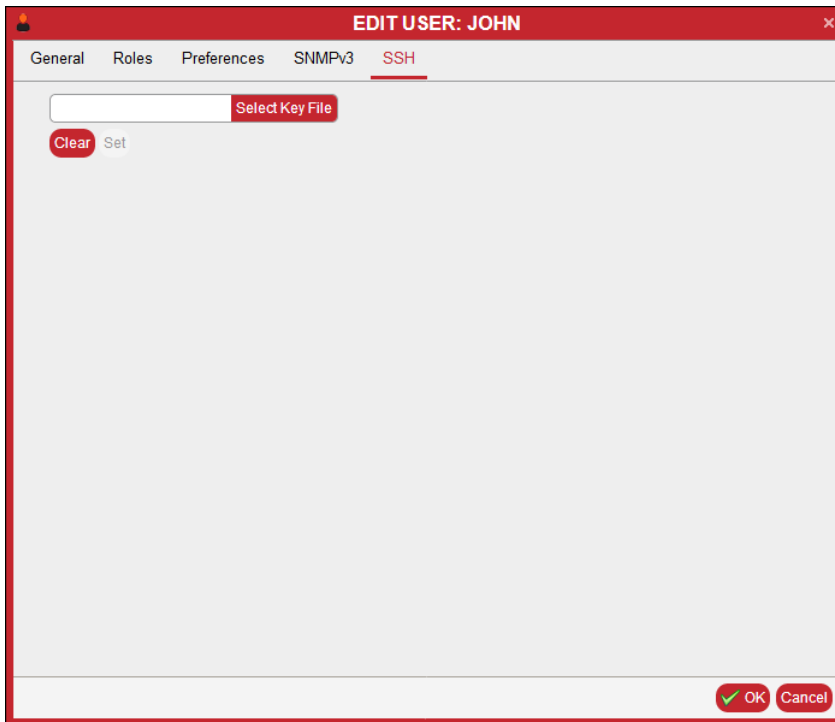 EDIT USER: JOHN ×
General Roles Preferences SNMPv3 SSH
Select Key File
Clear Set
OK Cancel